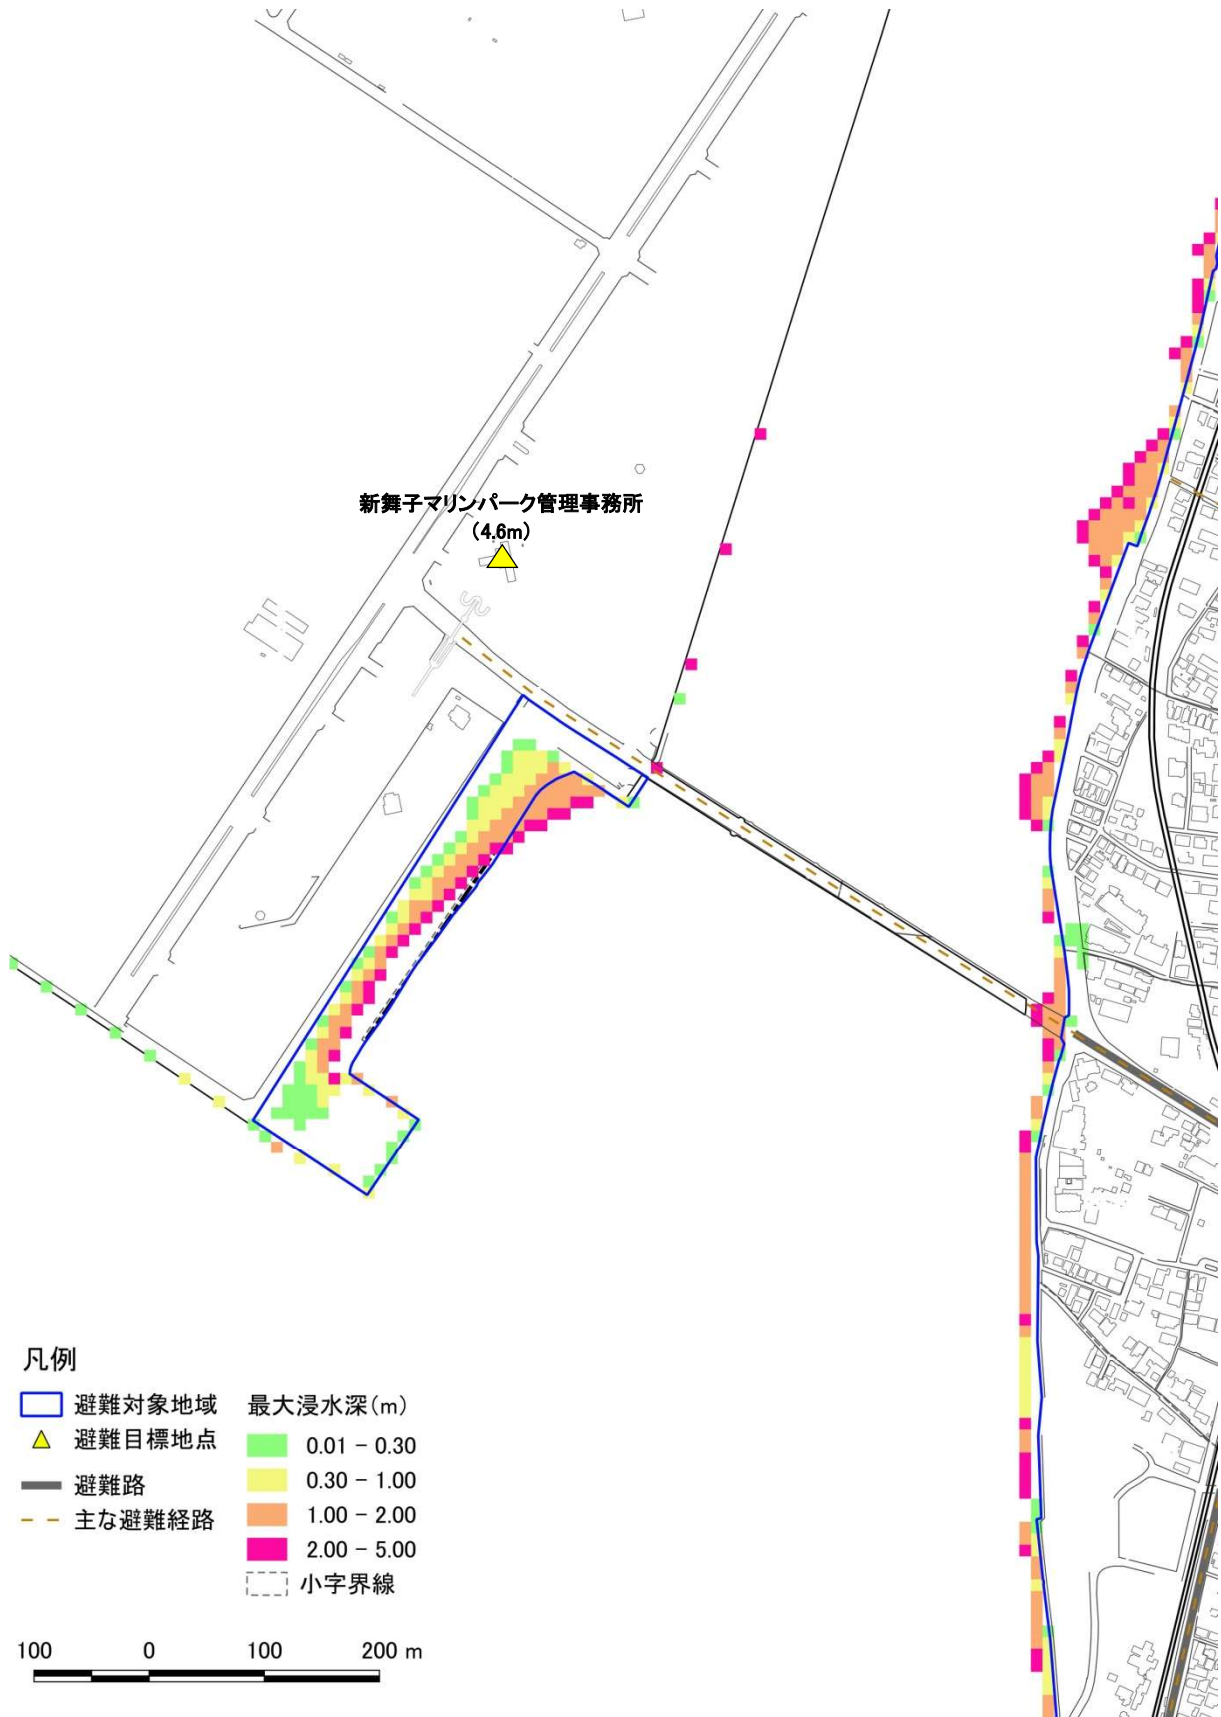 新舞子マリンパーク管理事務所
(4.6m)
凡例
避難対象地域
避難目標地点
避難路
主な避難経路
最大浸水深(m)
0.01 - 0.30
0.30 - 1.00
1.00 - 2.00
2.00 - 5.00
小字界線
100 0 100 200 m